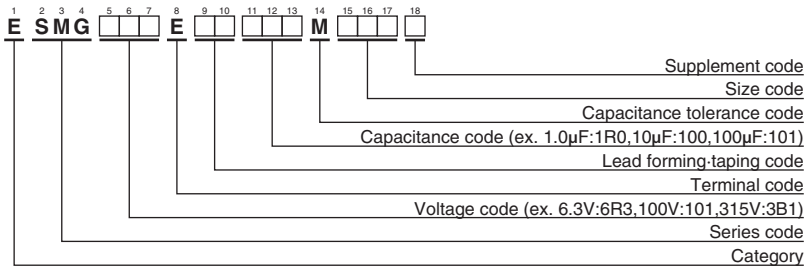 1 2 3 4 5 6 7 8 9 10 11 12 13 14 15 16 17 18
E S M G □□□ E □□ □□□ M □□□ □
Supplement code
Size code
Capacitance tolerance code
Capacitance code (ex. 1.0μF:1R0,10μF:100,100μF:101)
Lead forming·taping code
Terminal code
Voltage code (ex. 6.3V:6R3,100V:101,315V:3B1)
Series code
Category